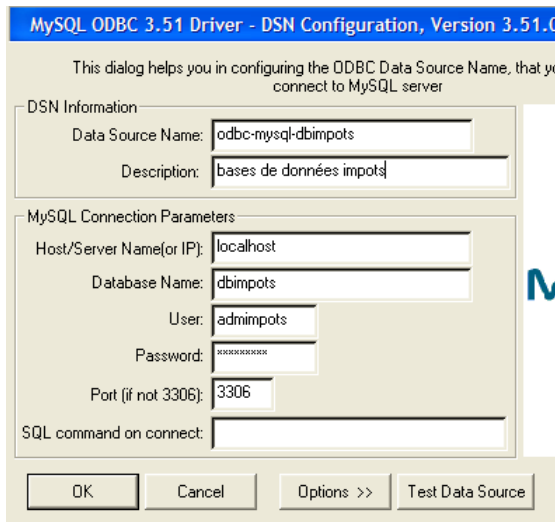 MySQL ODBC 3.51 Driver - DSN Configuration, Version 3.51.0
This dialog helps you in configuring the ODBC Data Source Name, that yo
connect to MySQL server
DSN Information
Data Source Name: odbc-mysql-dbimpots
Description: bases de données impots
MySQL Connection Parameters
Host/Server Name(or IP): localhost
Database Name: dbimpots
User: admimpots
Password: *********
Port (if not 3306): 3306
SQL command on connect:
OK Cancel Options >> Test Data Source